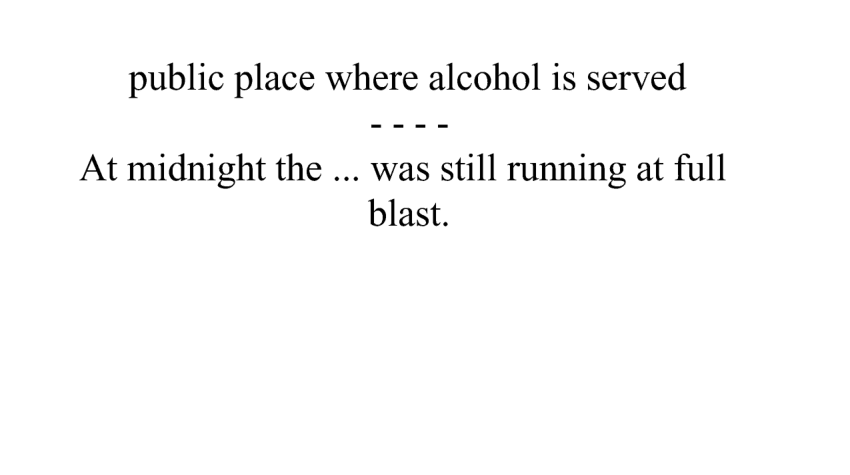 public place where alcohol is served
- - - -
At midnight the ... was still running at full
blast.